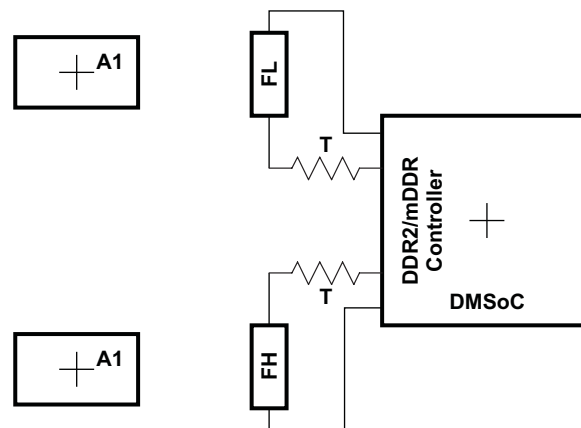 A1
FL
T
DDR2/mDDR
Controller
DMSoC
T
A1
FH